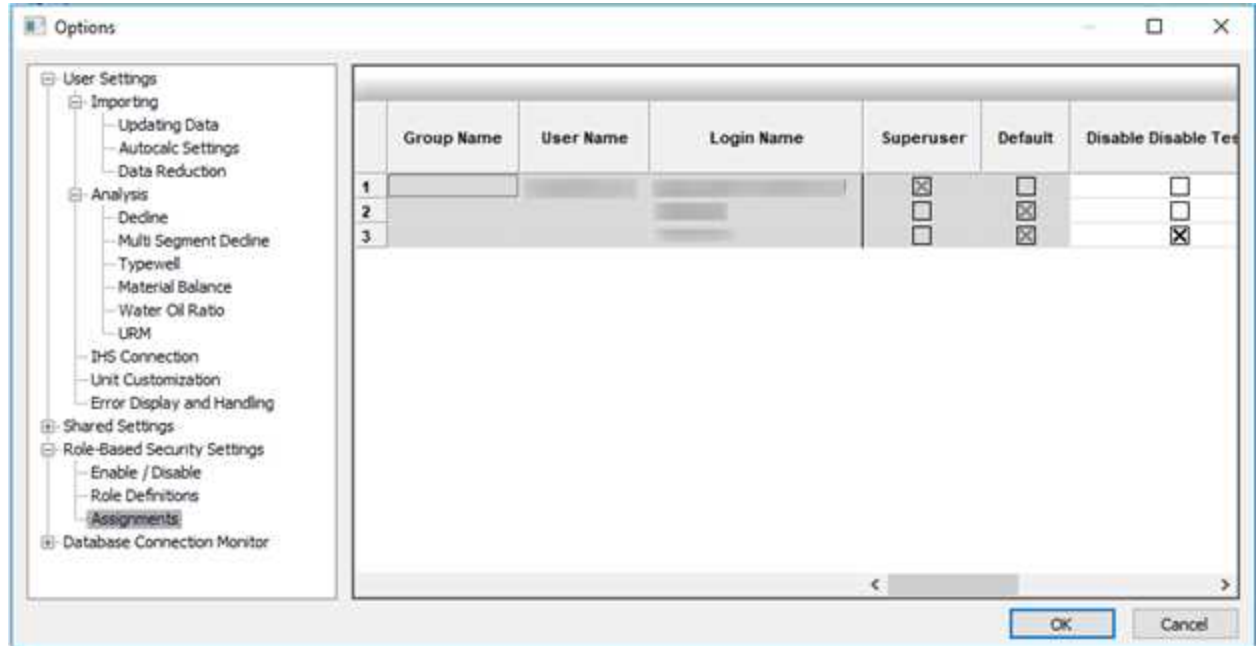 Options
User Settings
Importing
Updating Data
Autocalc Settings
Data Reduction
Analysis
Decline
Multi Segment Decline
Typewell
Material Balance
Water Oil Ratio
URM
IHS Connection
Unit Customization
Error Display and Handling
Shared Settings
Role-Based Security Settings
Enable / Disable
Role Definitions
Assignments
Database Connection Monitor
Group Name User Name Login Name Superuser Default Disable Disable Tes
1
2
3
OK Cancel